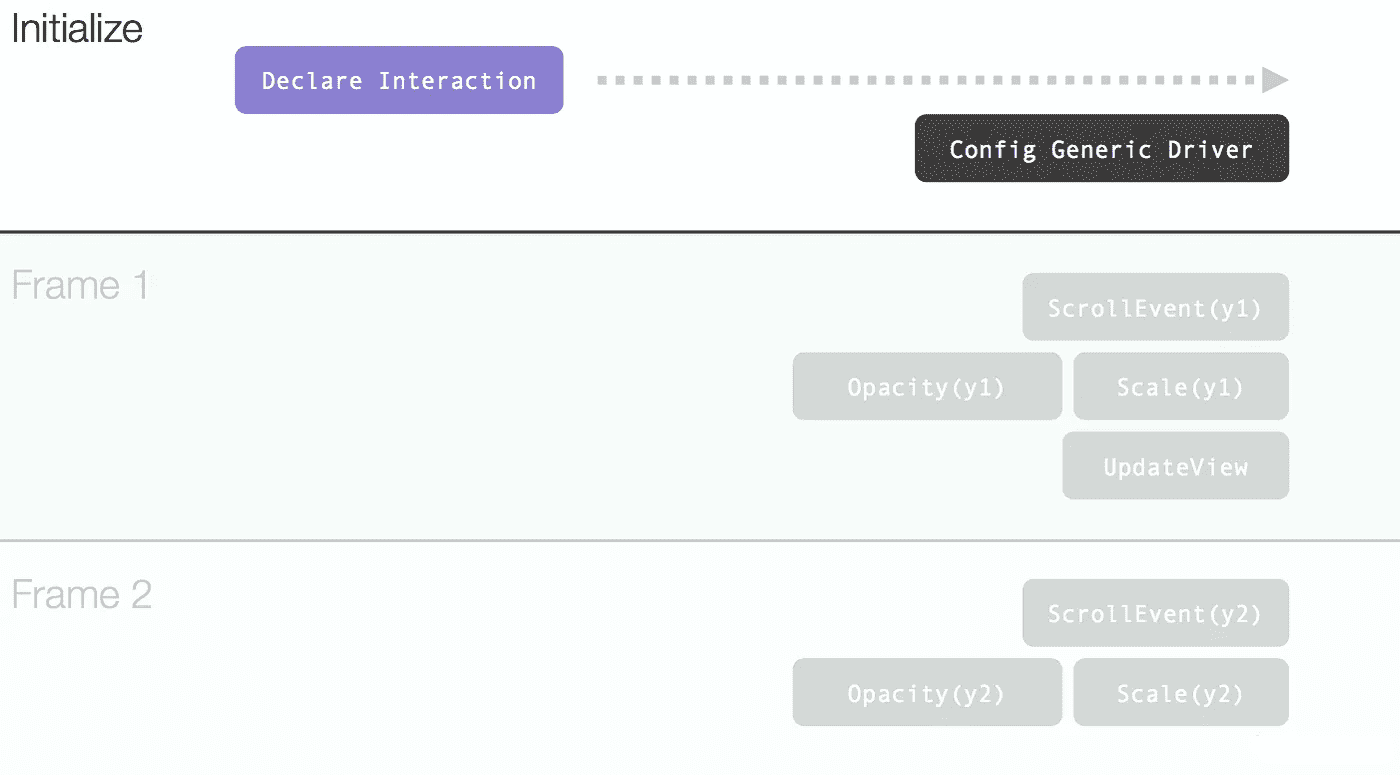 Initialize
Declare Interaction
Config Generic Driver
Frame 1
ScrollEvent(y1)
Opacity(y1) Scale(y1)
UpdateView
Frame 2
ScrollEvent(y2)
Opacity(y2) Scale(y2)